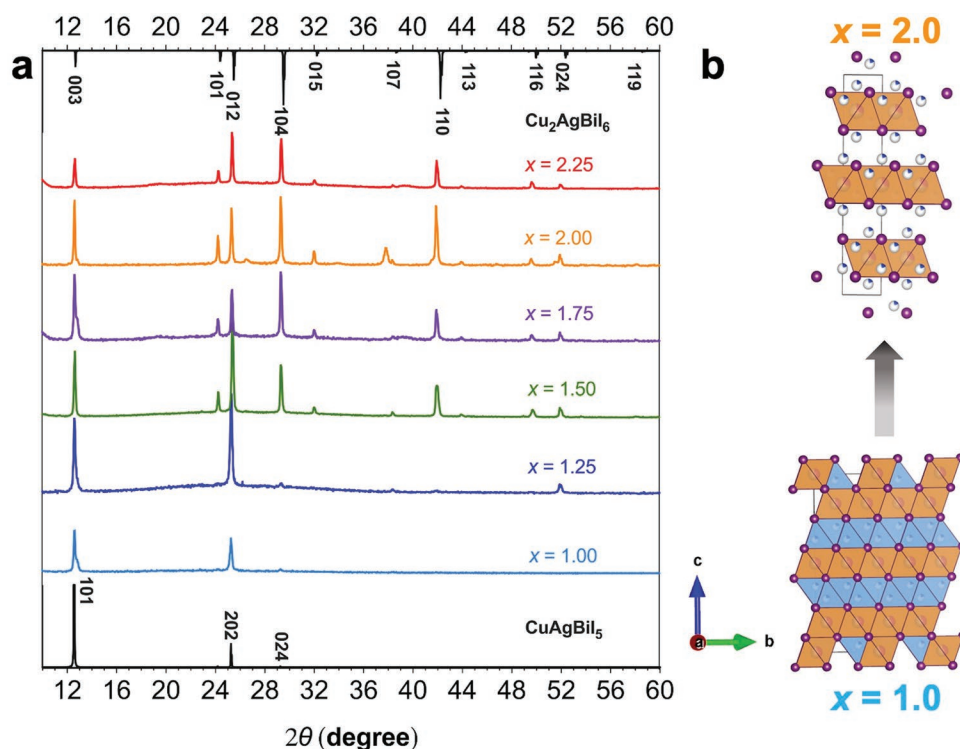 12 16 20 24 28 32 36 40 44 48 52 56 60
a
003
101
012
104
015
107
110
113
116
024
119
Cu₂AgBiI₆
x = 2.25
x = 2.00
x = 1.75
x = 1.50
x = 1.25
x = 1.00
101
202
024
CuAgBiI₅
12 16 20 24 28 32 36 40 44 48 52 56 60
2θ (degree)
b
x = 2.0
c
a
b
x = 1.0